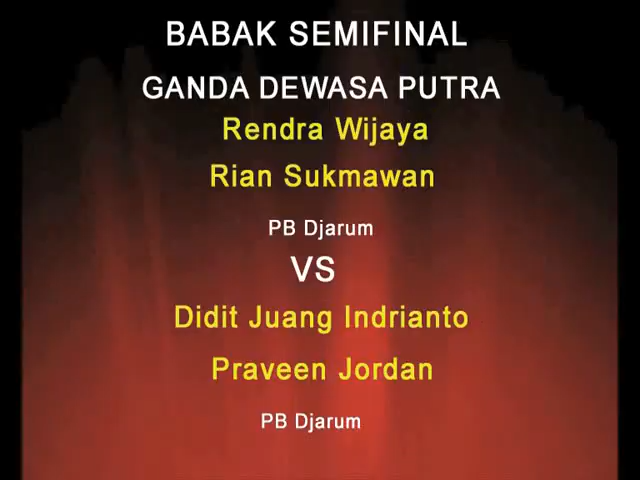 BABAK SEMIFINAL
GANDA DEWASA PUTRA
Rendra Wijaya
Rian Sukmawan
PB Djarum
VS
Didit Juang Indrianto
Praveen Jordan
PB Djarum